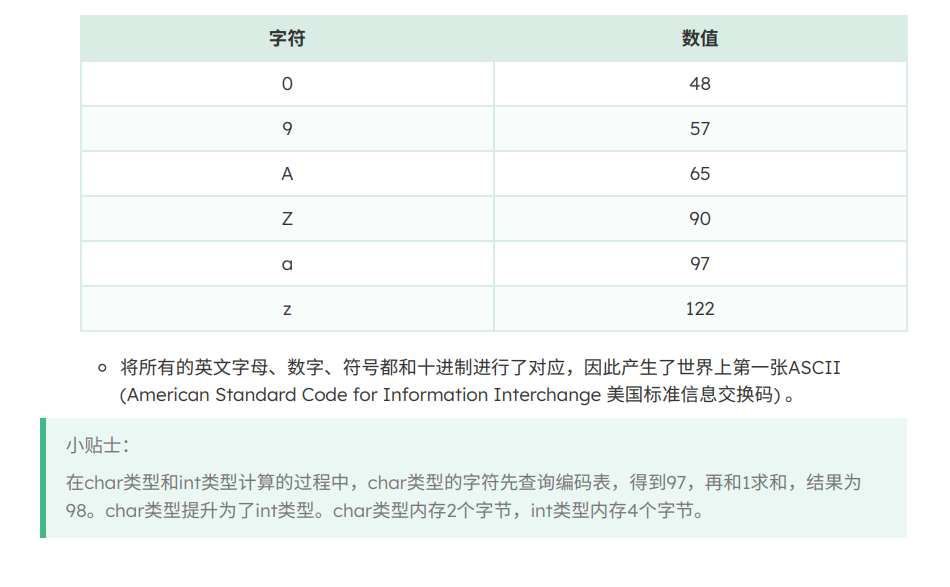 字符 数值
0 48
9 57
A 65
Z 90
a 97
z 122
将所有的英文字母、数字、符号都和十进制进行了对应，因此产生了世界上第一张ASCII
(American Standard Code for Information Interchange 美国标准信息交换码) 。
小贴士：
在char类型和int类型计算的过程中，char类型的字符先查询编码表，得到97，再和1求和，结果为
98。char类型提升为了int类型。char类型内存2个字节，int类型内存4个字节。